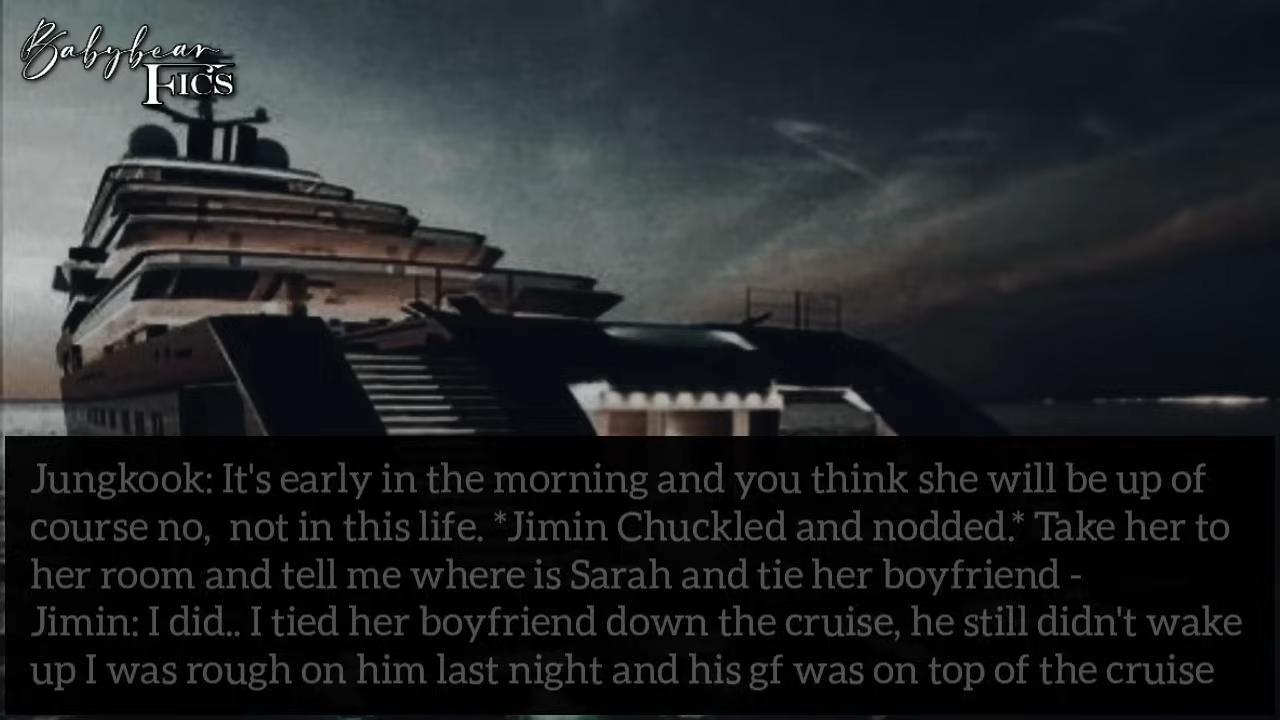 Babybear
FICS
Jungkook: It's early in the morning and you think she will be up of
course no,  not in this life. *Jimin Chuckled and nodded.* Take her to
her room and tell me where is Sarah and tie her boyfriend -
Jimin: I did.. I tied her boyfriend down the cruise, he still didn't wake
up I was rough on him last night and his gf was on top of the cruise